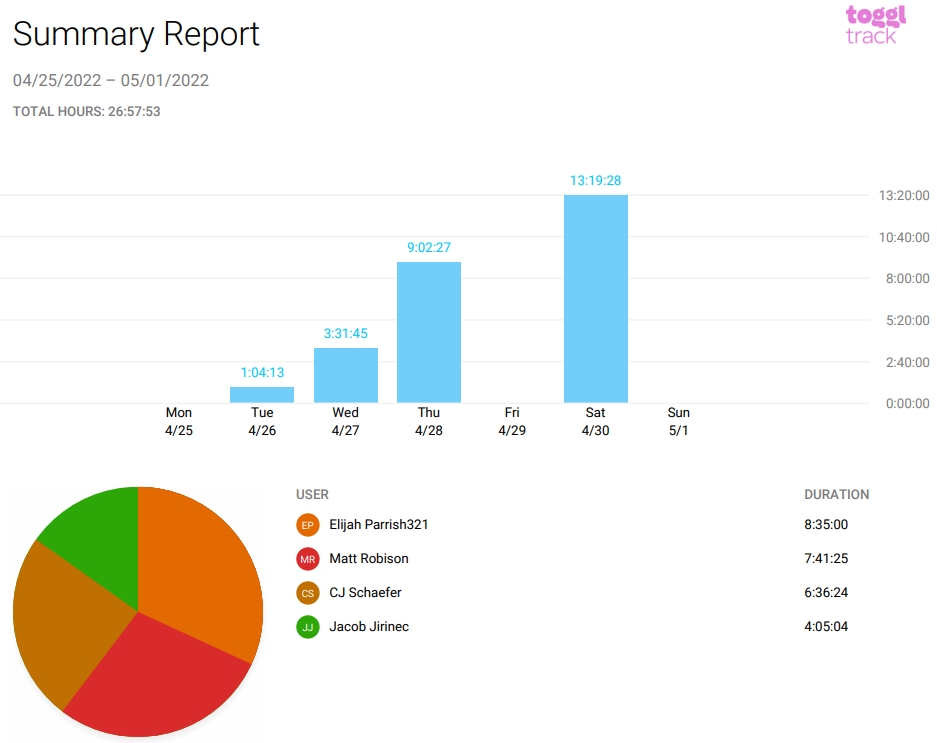 Summary Report
toggl
track
04/25/2022 – 05/01/2022
TOTAL HOURS: 26:57:53
13:19:28
13:20:00
10:40:00
9:02:27
8:00:00
5:20:00
3:31:45
2:40:00
1:04:13
0:00:00
Mon Tue Wed Thu Fri Sat Sun
4/25 4/26 4/27 4/28 4/29 4/30 5/1
USER DURATION
EP Elijah Parrish321 8:35:00
MR Matt Robison 7:41:25
CS CJ Schaefer 6:36:24
JJ Jacob Jirinec 4:05:04